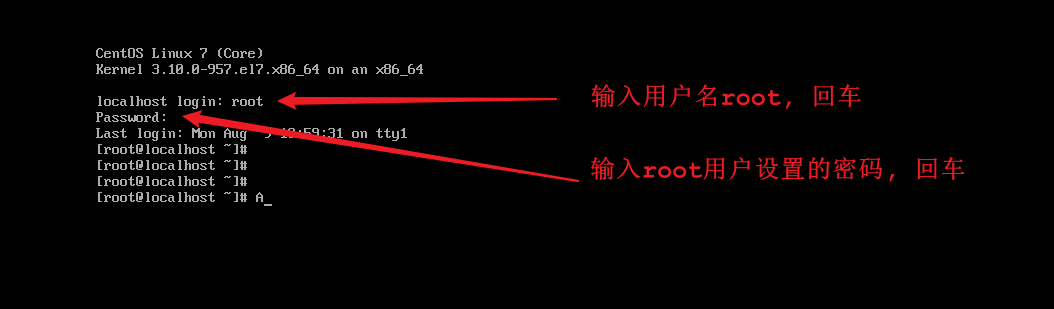 CentOS Linux 7 (Core)
Kernel 3.10.0-957.el7.x86_64 on an x86_64
localhost login: root
输入用户名root, 回车
Password:
Last login: Mon Aug :59:31 on tty1
[root@localhost ~]#
[root@localhost ~]#
输入root用户设置的密码, 回车
[root@localhost ~]#
[root@localhost ~]# A_